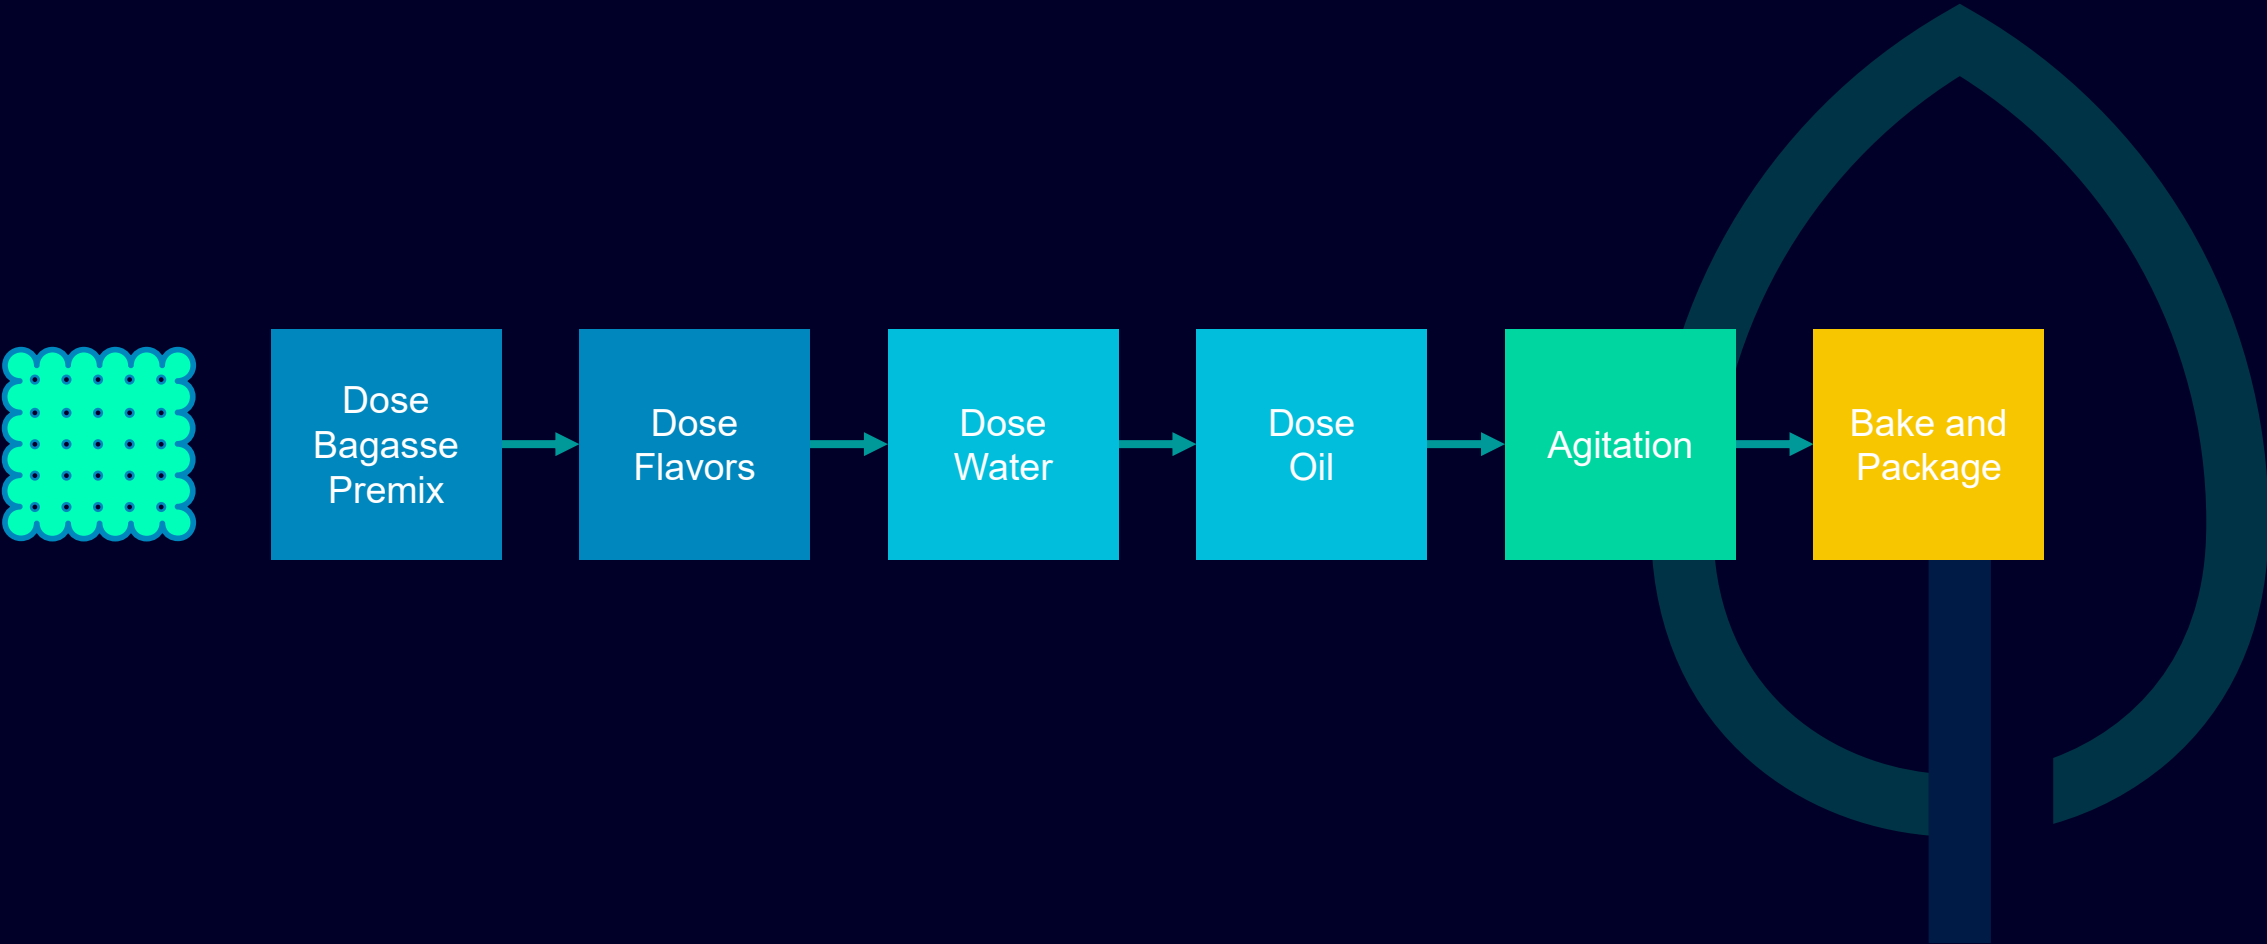 Dose
Bagasse
Premix
Dose
Flavors
Dose
Water
Dose
Oil
Agitation
Bake and
Package